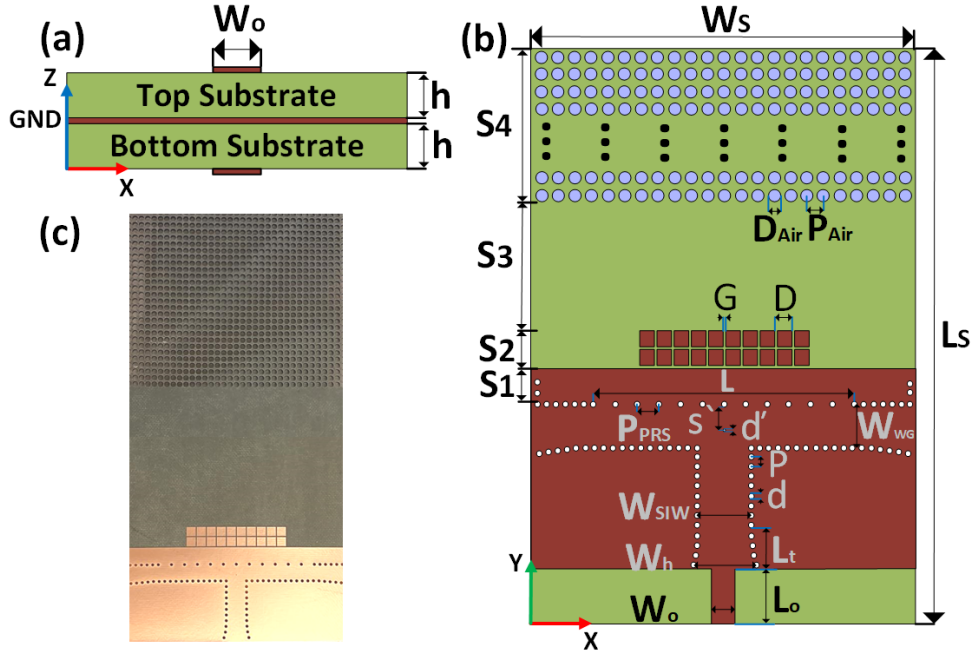 (a)
Wo
Z
Top Substrate
h
GND
Bottom Substrate
h
X
(c)
(b)
WS
S4
DAir
PAir
S3
G
D
S2
LS
S1
L
PPRS
S`
d'
WWG
P
d
WSIW
Lt
Wh
Y
Wo
Lo
X